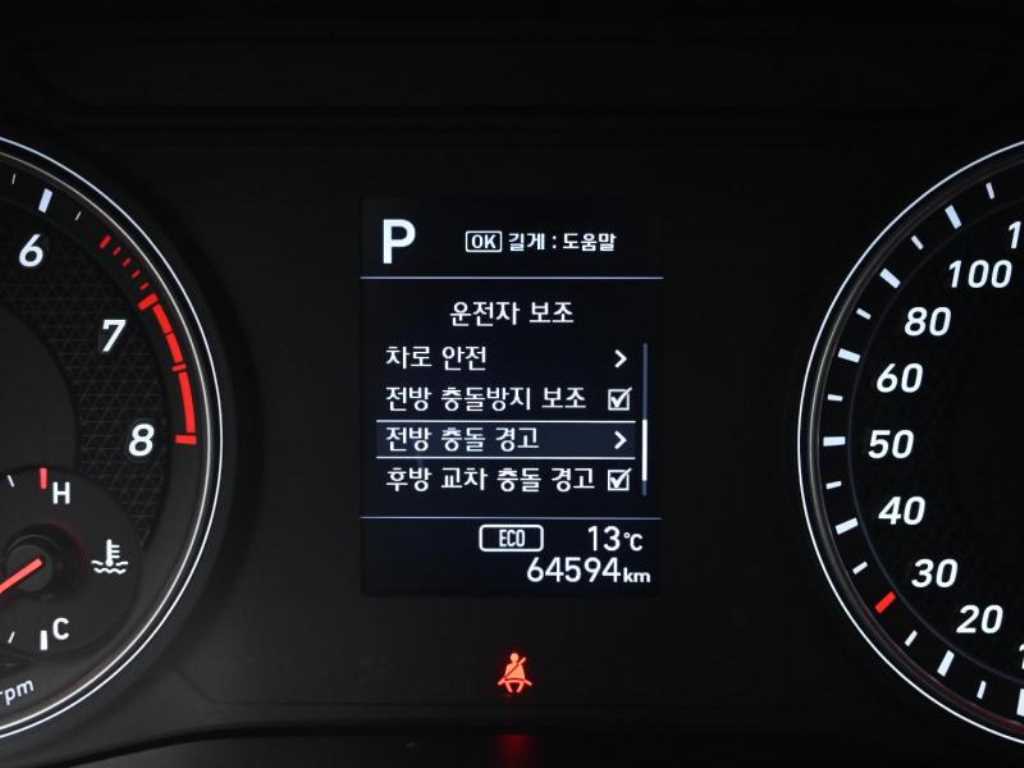 P
OK 길게 : 도움말
운전자 보조
차로 안전
전방 충돌방지 보조
전방 충돌 경고
후방 교차 충돌 경고
ECO 13℃
64594km
6
7
8
H
C
rpm
100
80
60
50
40
30
20